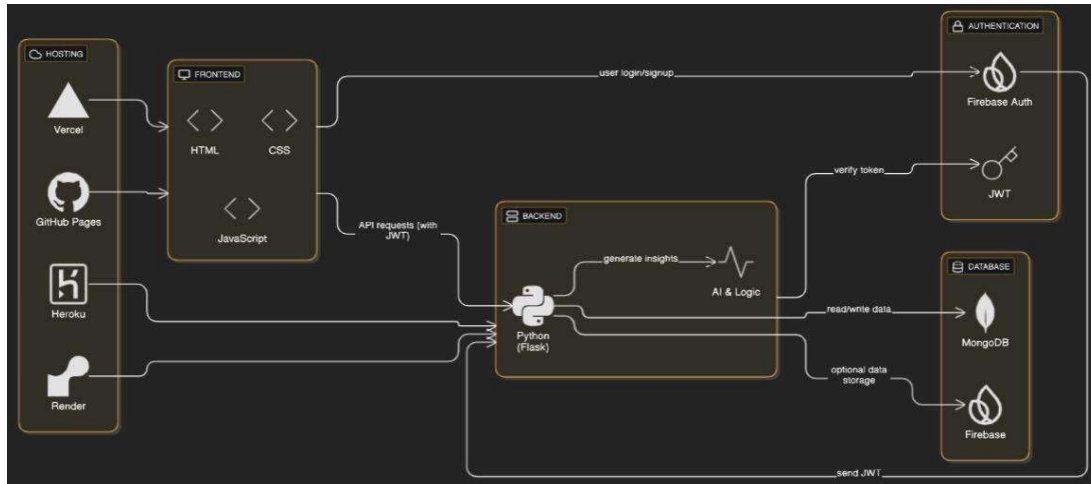 HOSTING
Vercel
GitHub Pages
Heroku
Render
FRONTEND
HTML
CSS
JavaScript
user login/signup
API requests (with
JWT)
BACKEND
generate insights
AI & Logic
Python
(Flask)
verify token
read/write data
optional data
storage
send JWT
AUTHENTICATION
Firebase Auth
JWT
DATABASE
MongoDB
Firebase